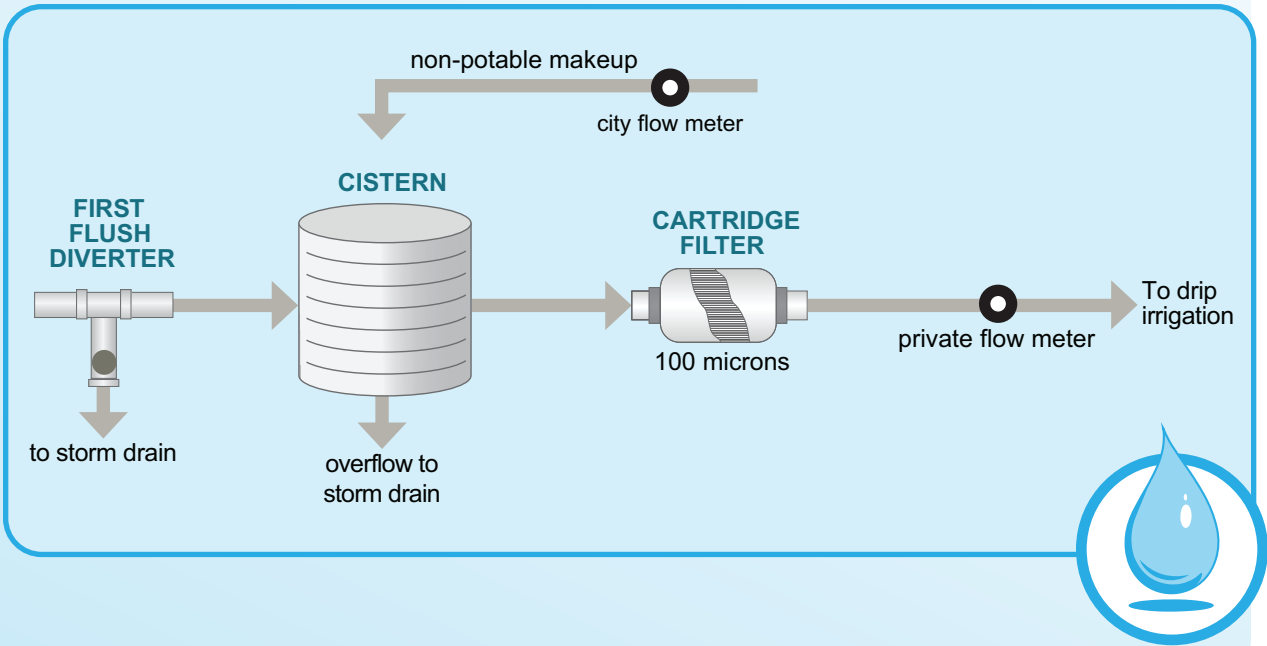 non-potable makeup
city flow meter
CISTERN
FIRST
FLUSH
DIVERTER
CARTRIDGE
FILTER
To drip
irrigation
private flow meter
100 microns
to storm drain
overflow to
storm drain